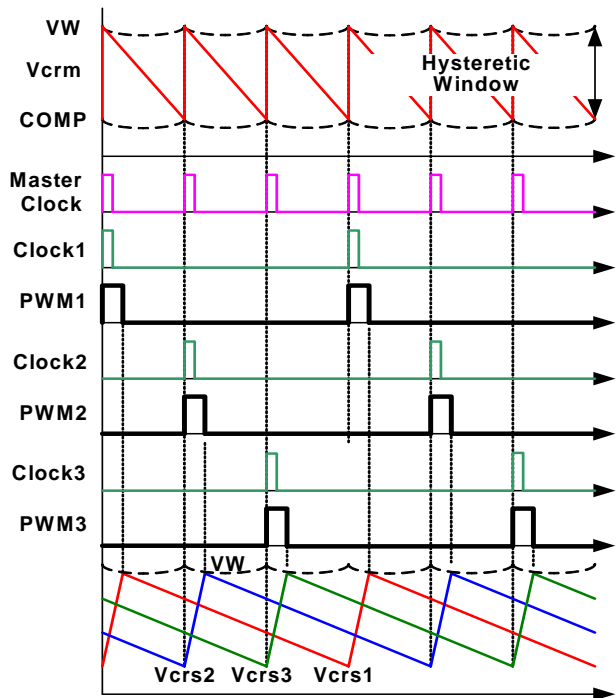 VW
Vcrm
Hysteretic
Window
COMP
Master
Clock
Clock1
PWM1
Clock2
PWM2
Clock3
PWM3
VW
Vcrs2 Vcrs3 Vcrs1